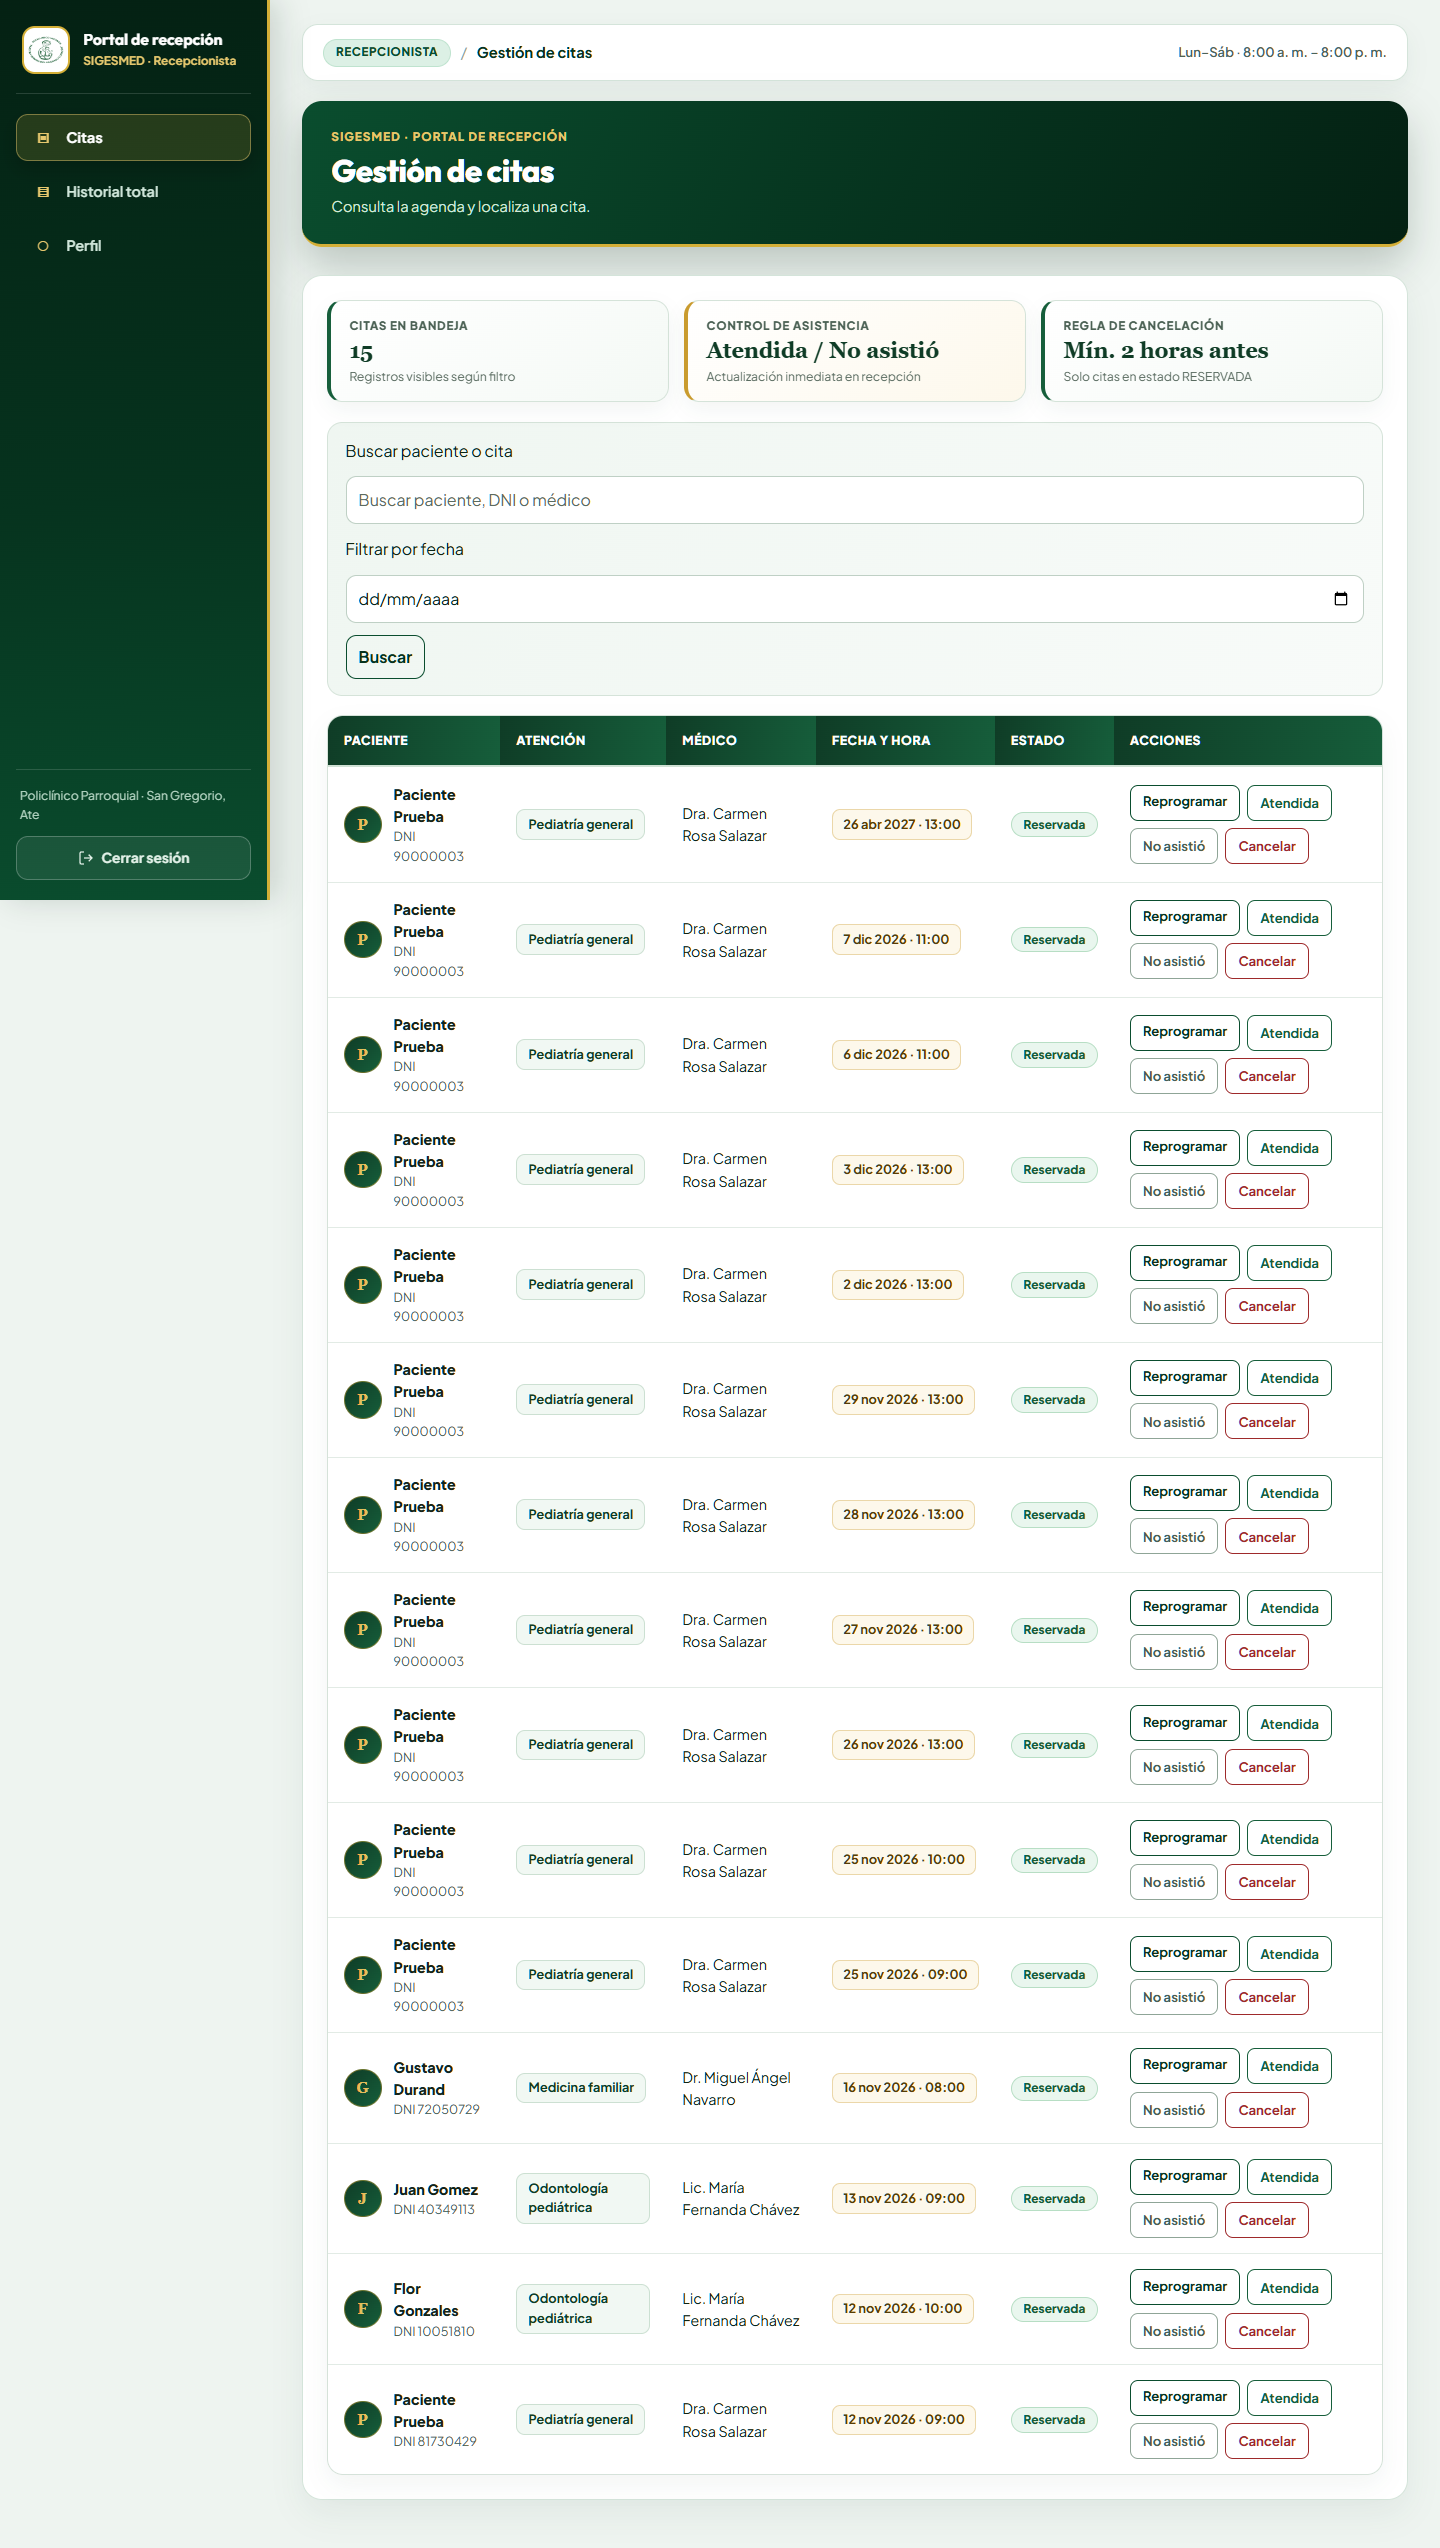 Portal de recepción
SIGESMED · Recepcionista
Citas
Historial total
Perfil
Policlínico Parroquial · San Gregorio,
Ate
Cerrar sesión
RECEPCIONISTA / Gestión de citas
Lun–Sáb · 8:00 a. m. – 8:00 p. m.
SIGESMED · PORTAL DE RECEPCIÓN
Gestión de citas
Consulta la agenda y localiza una cita.
CITAS EN BANDEJA
15
Registros visibles según filtro
CONTROL DE ASISTENCIA
Atendida / No asistió
Actualización inmediata en recepción
REGLA DE CANCELACIÓN
Mín. 2 horas antes
Solo citas en estado RESERVADA
Buscar paciente o cita
Buscar paciente, DNI o médico
Filtrar por fecha
dd/mm/aaaa
Buscar
PACIENTE ATENCIÓN MÉDICO FECHA Y HORA ESTADO ACCIONES
P
Paciente
Prueba
DNI
90000003
Pediatría general
Dra. Carmen
Rosa Salazar
26 abr 2027 · 13:00
Reservada
Reprogramar Atendida
No asistió Cancelar
P
Paciente
Prueba
DNI
90000003
Pediatría general
Dra. Carmen
Rosa Salazar
7 dic 2026 · 11:00
Reservada
Reprogramar Atendida
No asistió Cancelar
P
Paciente
Prueba
DNI
90000003
Pediatría general
Dra. Carmen
Rosa Salazar
6 dic 2026 · 11:00
Reservada
Reprogramar Atendida
No asistió Cancelar
P
Paciente
Prueba
DNI
90000003
Pediatría general
Dra. Carmen
Rosa Salazar
3 dic 2026 · 13:00
Reservada
Reprogramar Atendida
No asistió Cancelar
P
Paciente
Prueba
DNI
90000003
Pediatría general
Dra. Carmen
Rosa Salazar
2 dic 2026 · 13:00
Reservada
Reprogramar Atendida
No asistió Cancelar
P
Paciente
Prueba
DNI
90000003
Pediatría general
Dra. Carmen
Rosa Salazar
29 nov 2026 · 13:00
Reservada
Reprogramar Atendida
No asistió Cancelar
P
Paciente
Prueba
DNI
90000003
Pediatría general
Dra. Carmen
Rosa Salazar
28 nov 2026 · 13:00
Reservada
Reprogramar Atendida
No asistió Cancelar
P
Paciente
Prueba
DNI
90000003
Pediatría general
Dra. Carmen
Rosa Salazar
27 nov 2026 · 13:00
Reservada
Reprogramar Atendida
No asistió Cancelar
P
Paciente
Prueba
DNI
90000003
Pediatría general
Dra. Carmen
Rosa Salazar
26 nov 2026 · 13:00
Reservada
Reprogramar Atendida
No asistió Cancelar
P
Paciente
Prueba
DNI
90000003
Pediatría general
Dra. Carmen
Rosa Salazar
25 nov 2026 · 10:00
Reservada
Reprogramar Atendida
No asistió Cancelar
P
Paciente
Prueba
DNI
90000003
Pediatría general
Dra. Carmen
Rosa Salazar
25 nov 2026 · 09:00
Reservada
Reprogramar Atendida
No asistió Cancelar
G
Gustavo
Durand
DNI 72050729
Medicina familiar
Dr. Miguel Ángel
Navarro
16 nov 2026 · 08:00
Reservada
Reprogramar Atendida
No asistió Cancelar
J
Juan Gomez
DNI 40349113
Odontología
pediátrica
Lic. María
Fernanda Chávez
13 nov 2026 · 09:00
Reservada
Reprogramar Atendida
No asistió Cancelar
F
Flor
Gonzales
DNI 10051810
Odontología
pediátrica
Lic. María
Fernanda Chávez
12 nov 2026 · 10:00
Reservada
Reprogramar Atendida
No asistió Cancelar
P
Paciente
Prueba
DNI 81730429
Pediatría general
Dra. Carmen
Rosa Salazar
12 nov 2026 · 09:00
Reservada
Reprogramar Atendida
No asistió Cancelar